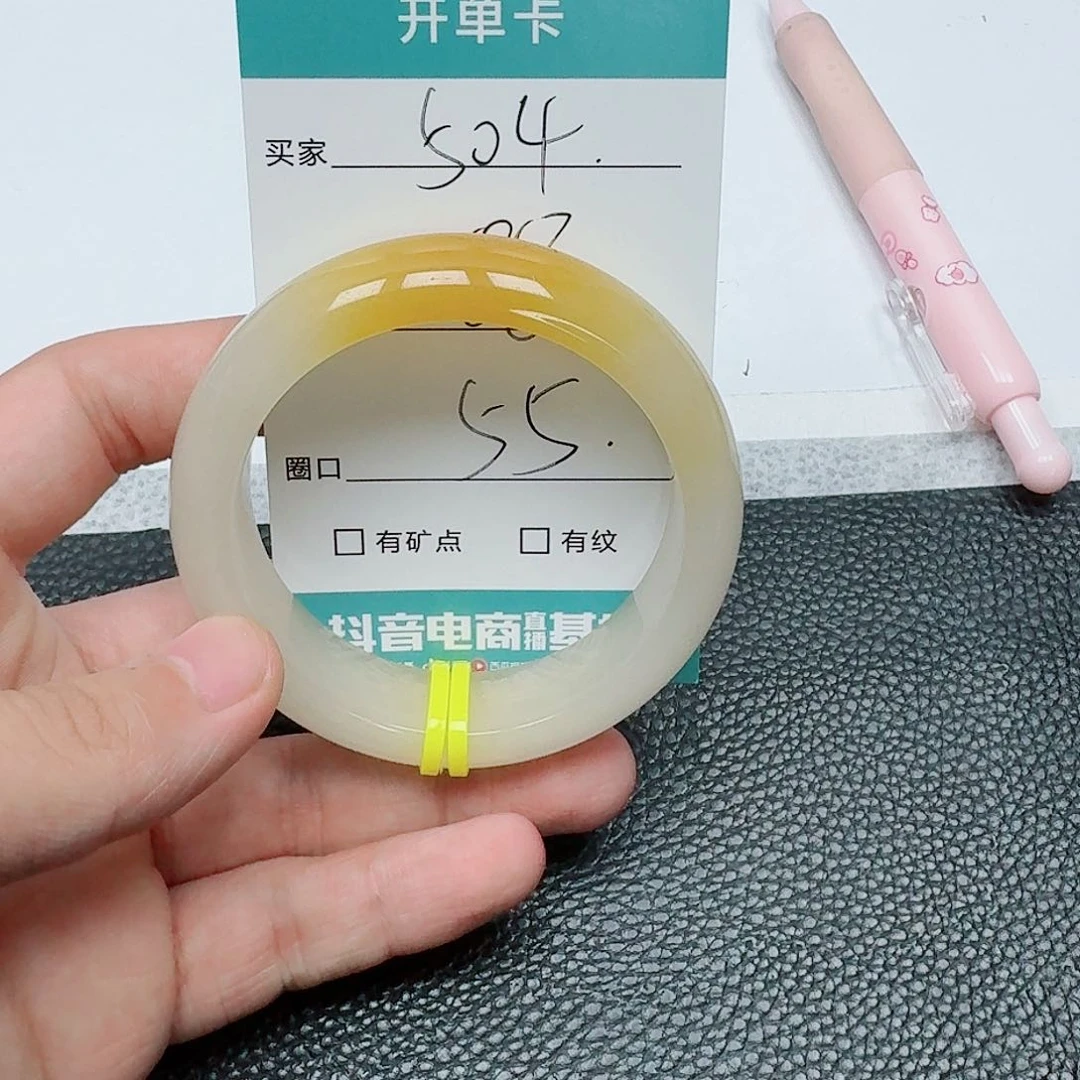 开单卡
买家 504.
圈口 55.
□ 有矿点 □ 有纹
抖音电商直播基